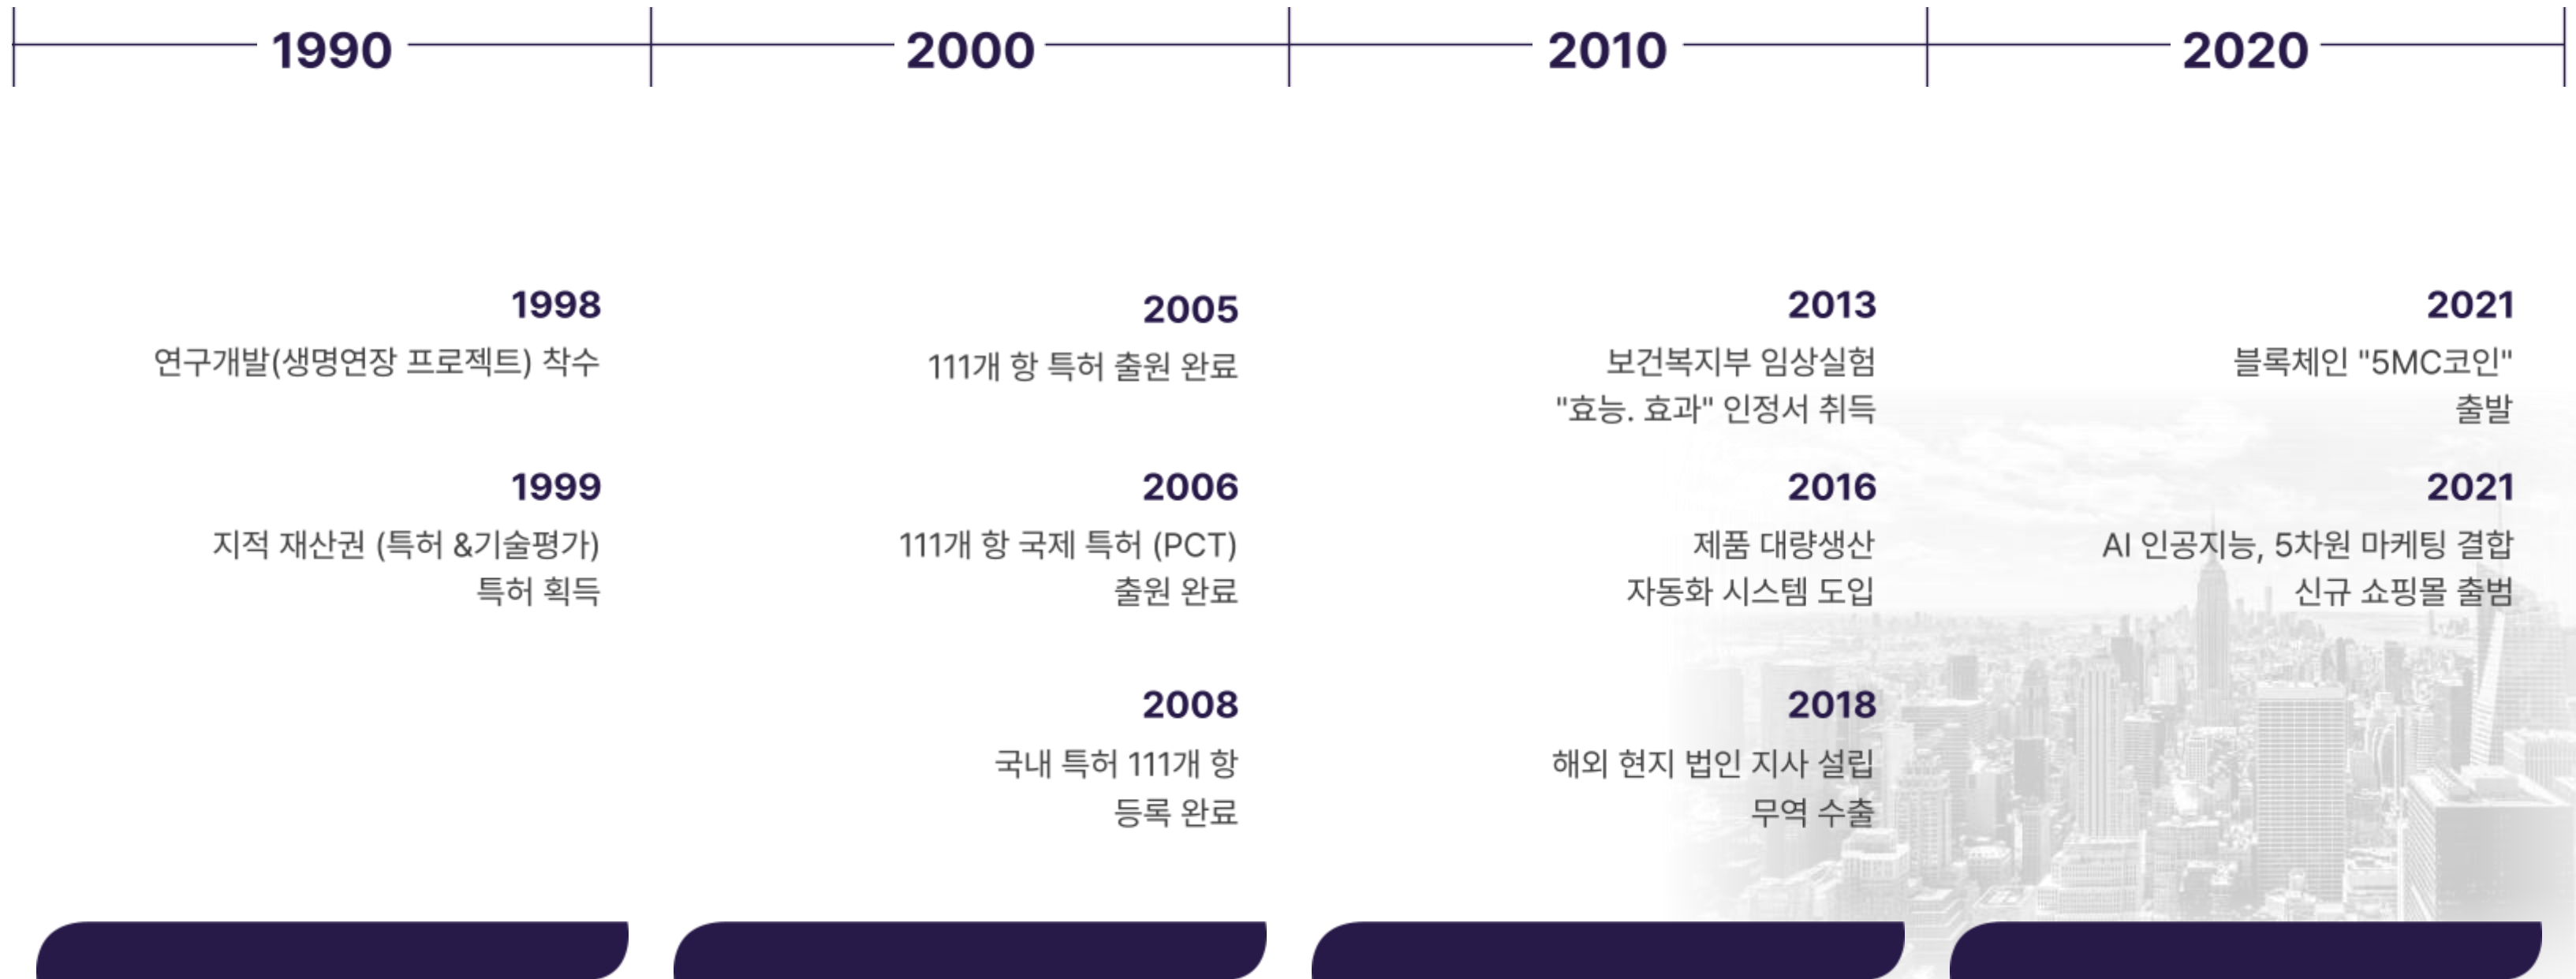 1990
2000
2010
2020
1998
연구개발(생명연장 프로젝트) 착수
1999
지적 재산권 (특허 &기술평가)
특허 획득
2005
111개 항 특허 출원 완료
2006
111개 항 국제 특허 (PCT)
출원 완료
2008
국내 특허 111개 항
등록 완료
2013
보건복지부 임상실험
"효능. 효과" 인정서 취득
2016
제품 대량생산
자동화 시스템 도입
2018
해외 현지 법인 지사 설립
무역 수출
2021
블록체인 "5MC코인"
출발
2021
AI 인공지능, 5차원 마케팅 결합
신규 쇼핑몰 출범